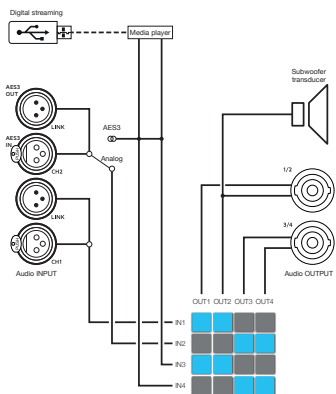 Digital streaming
Media player
Subwoofer
transducer
AES3
OUT
LINK
AES3
IN
AES3
Analog
CH2
1/2
LINK
3/4
CH1
Audio INPUT
Audio OUTPUT
OUT1 OUT2 OUT3 OUT4
IN1
IN2
IN3
IN4